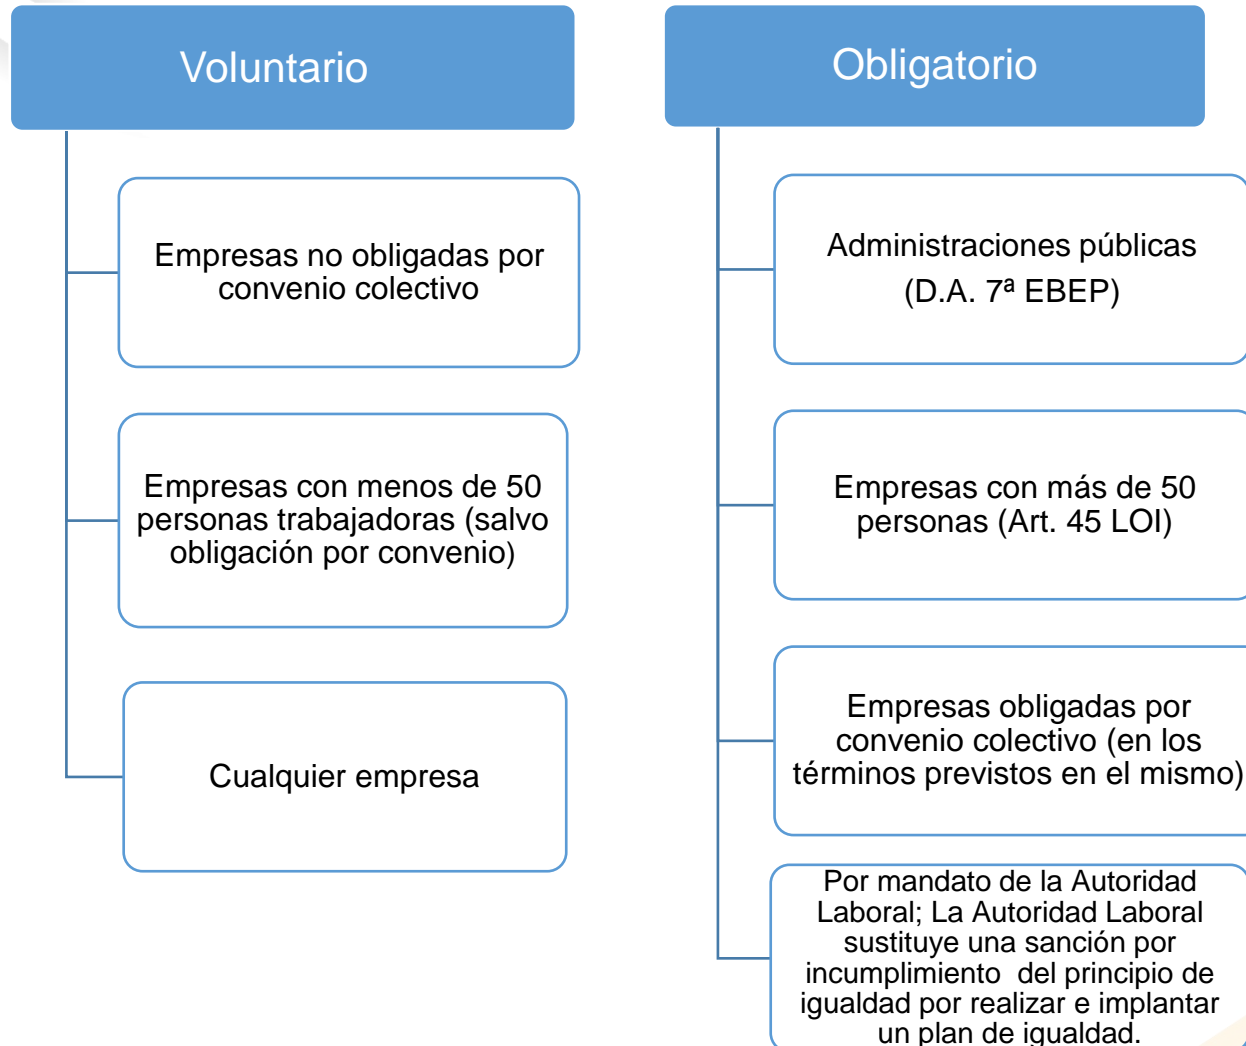 Voluntario
Empresas no obligadas por
convenio colectivo
Empresas con menos de 50
personas trabajadoras (salvo
obligación por convenio)
Cualquier empresa
Obligatorio
Administraciones públicas
(D.A. 7ª EBEP)
Empresas con más de 50
personas (Art. 45 LOI)
Empresas obligadas por
convenio colectivo (en los
términos previstos en el mismo)
Por mandato de la Autoridad
Laboral; La Autoridad Laboral
sustituye una sanción por
incumplimiento  del principio de
igualdad por realizar e implantar
un plan de igualdad.